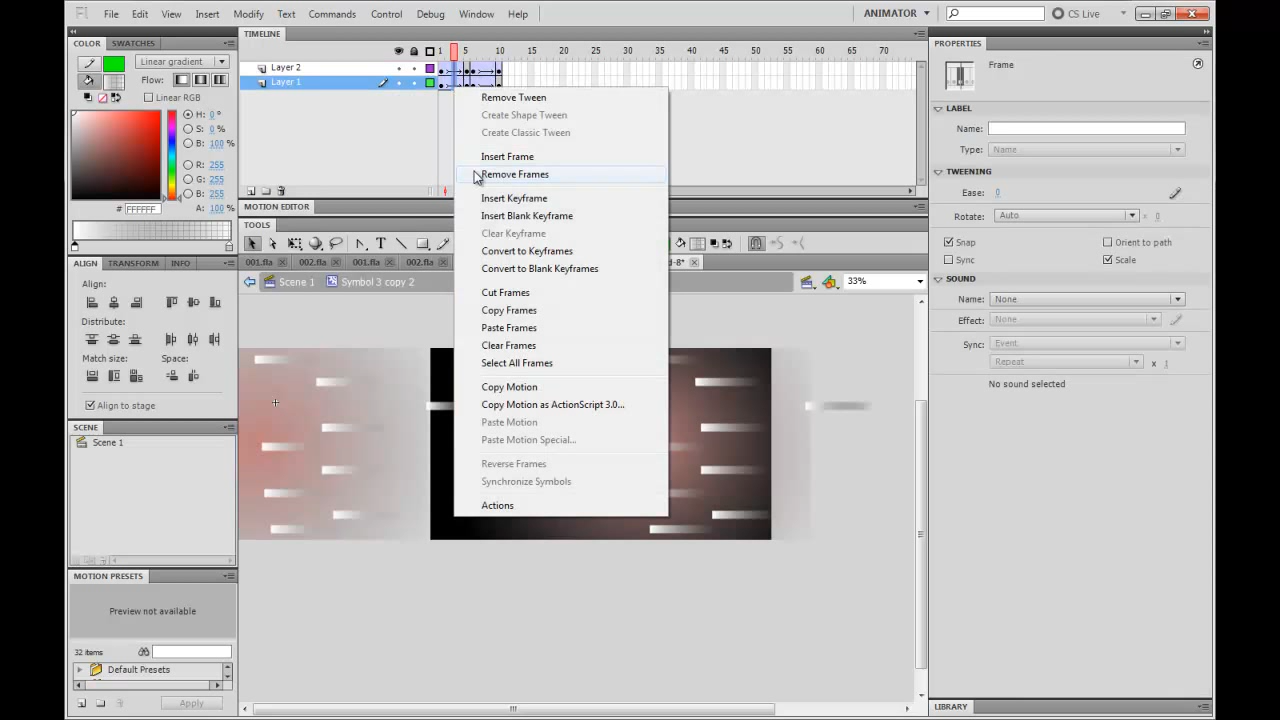 Fl File Edit View Insert Modify Text Commands Control Debug Window Help ANIMATOR CS Live
COLOR SWATCHES
Linear gradient
Flow:
Linear RGB
H: 0 °
S: 0 %
B: 100 %
R: 255
G: 255
B: 255
# FFFFFF A: 100 %
ALIGN TRANSFORM INFO
Align:
Distribute:
Match size: Space:
Align to stage
SCENE
Scene 1
MOTION PRESETS
Preview not available
32 items
Default Presets
Apply
TIMELINE
1 5 10 15 20 25 30 35 40 45 50 55 60 65 70
Layer 2
Layer 1
MOTION EDITOR
TOOLS
001.fla 002.fla 001.fla 002.fla d-8*
Scene 1 Symbol 3 copy 2 33%
Remove Tween
Create Shape Tween
Create Classic Tween
Insert Frame
Remove Frames
Insert Keyframe
Insert Blank Keyframe
Clear Keyframe
Convert to Keyframes
Convert to Blank Keyframes
Cut Frames
Copy Frames
Paste Frames
Clear Frames
Select All Frames
Copy Motion
Copy Motion as ActionScript 3.0...
Paste Motion
Paste Motion Special...
Reverse Frames
Synchronize Symbols
Actions
PROPERTIES
Frame
LABEL
Name:
Type: Name
TWEENING
Ease: 0
Rotate: Auto x 0
Snap Orient to path
Sync Scale
SOUND
Name: None
Effect: None
Sync: Event
Repeat x 1
No sound selected
LIBRARY